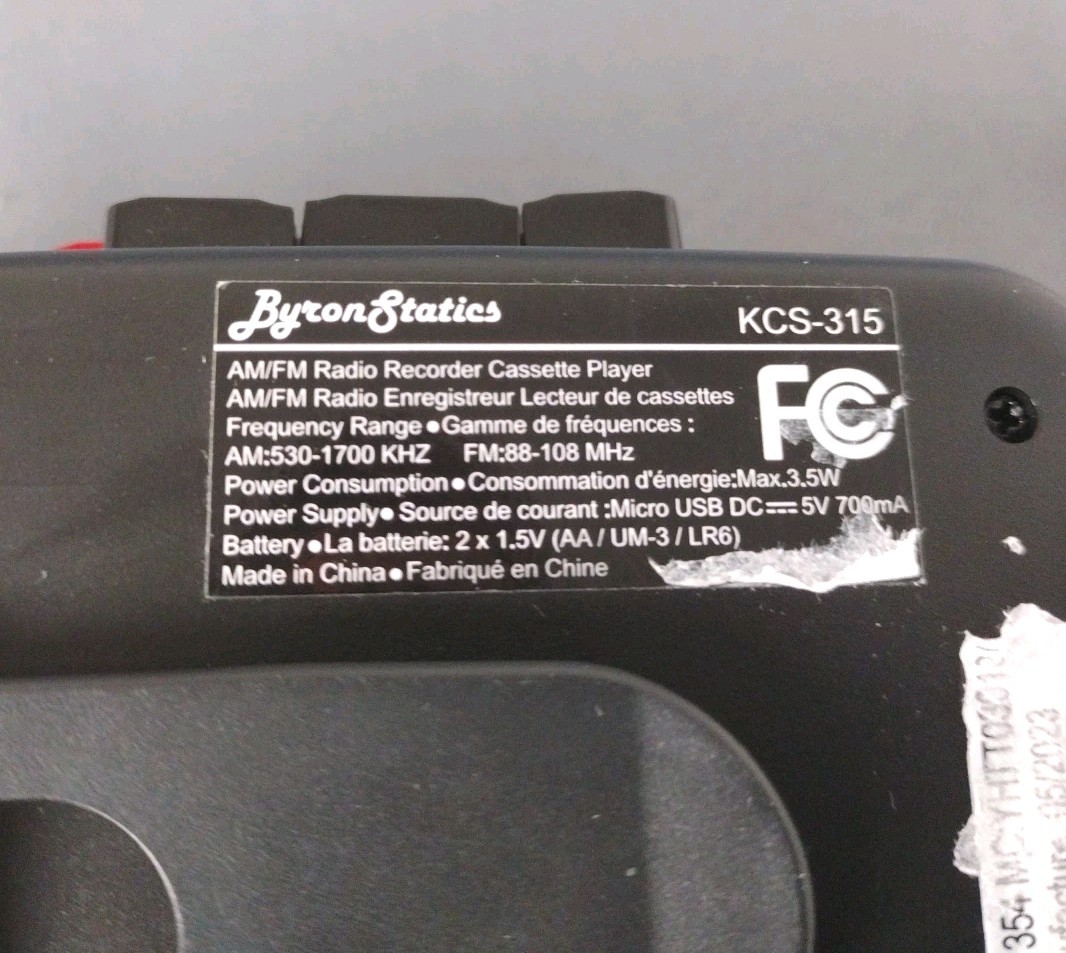 ByronStatics
KCS-315
AM/FM Radio Recorder Cassette Player
AM/FM Radio Enregistreur Lecteur de cassettes
FC
Frequency Range●Gamme de fréquences :
AM:530-1700 KHZ FM:88-108 MHz
Power Consumption●Consommation d'énergie:Max.3.5W
Power Supply● Source de courant :Micro USB DC⎓5V 700mA
Battery●La batterie: 2 x 1.5V (AA / UM-3 / LR6)
Made in China●Fabriqué en Chine
354
5/2023